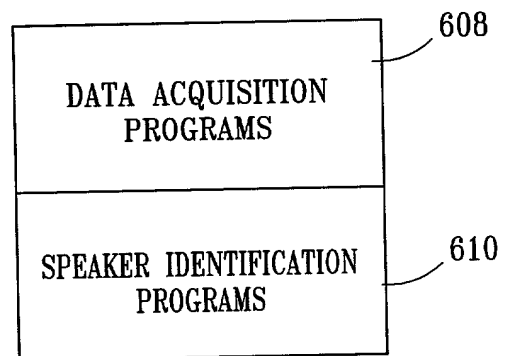 608
DATA ACQUISITION
PROGRAMS
SPEAKER IDENTIFICATION
PROGRAMS
610